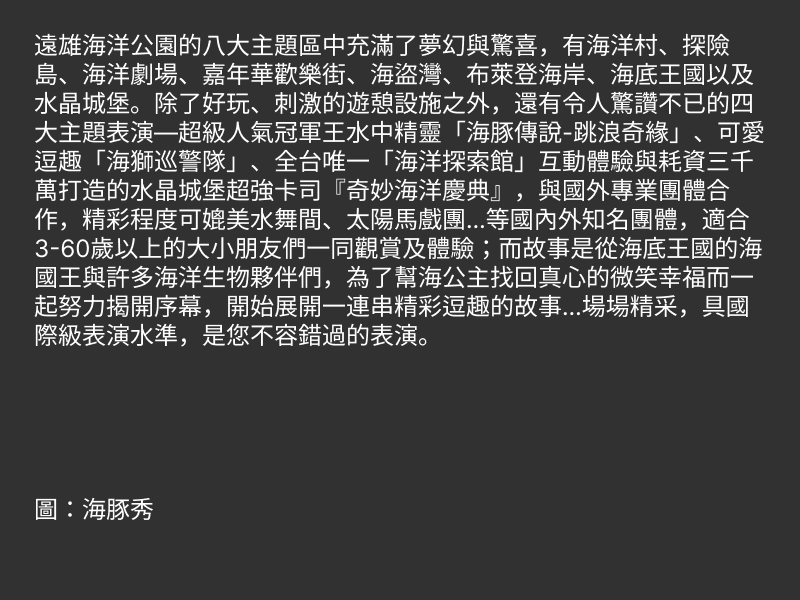 遠雄海洋公園的八大主題區中充滿了夢幻與驚喜，有海洋村、探險
島、海洋劇場、嘉年華歡樂街、海盜灣、布萊登海岸、海底王國以及
水晶城堡。除了好玩、刺激的遊憩設施之外，還有令人驚讚不已的四
大主題表演—超級人氣冠軍王水中精靈「海豚傳說-跳浪奇緣」、可愛
逗趣「海獅巡警隊」、全台唯一「海洋探索館」互動體驗與耗資三千
萬打造的水晶城堡超強卡司『奇妙海洋慶典』，與國外專業團體合
作，精彩程度可媲美水舞間、太陽馬戲團...等國內外知名團體，適合
3-60歲以上的大小朋友們一同觀賞及體驗；而故事是從海底王國的海
國王與許多海洋生物夥伴們，為了幫海公主找回真心的微笑幸福而一
起努力揭開序幕，開始展開一連串精彩逗趣的故事...場場精采，具國
際級表演水準，是您不容錯過的表演。
圖：海豚秀